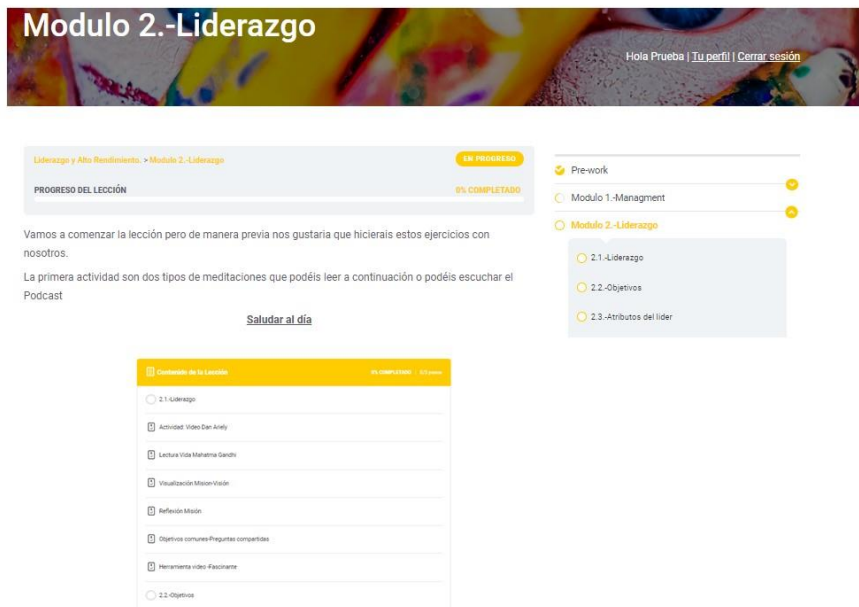 Modulo 2.-Liderazgo
Hola Prueba | Tu perfil | Cerrar sesión
Liderazgo y Alto Rendimiento. > Modulo 2.-Liderazgo
EN PROGRESO
PROGRESO DEL LECCIÓN
0% COMPLETADO
Vamos a comenzar la lección pero de manera previa nos gustaria que hicierais estos ejercicios con
nosotros.
La primera actividad son dos tipos de meditaciones que podéis leer a continuación o podéis escuchar el
Podcast
Saludar al día
Contenido de la Lección
0% COMPLETADO
2.1.-Liderazgo
Actividad: Video Dan Ariely
Lectura Vida Mahatma Gandhi
Visualización Mision-Visión
Reflexión Misión
Objetivos comunes-Preguntas compartidas
Herramienta video -Fascinante
2.2.-Objetivos
Pre-work
Modulo 1.-Managment
Modulo 2.-Liderazgo
2.1.-Liderazgo
2.2.-Objetivos
2.3.-Atributos del lider